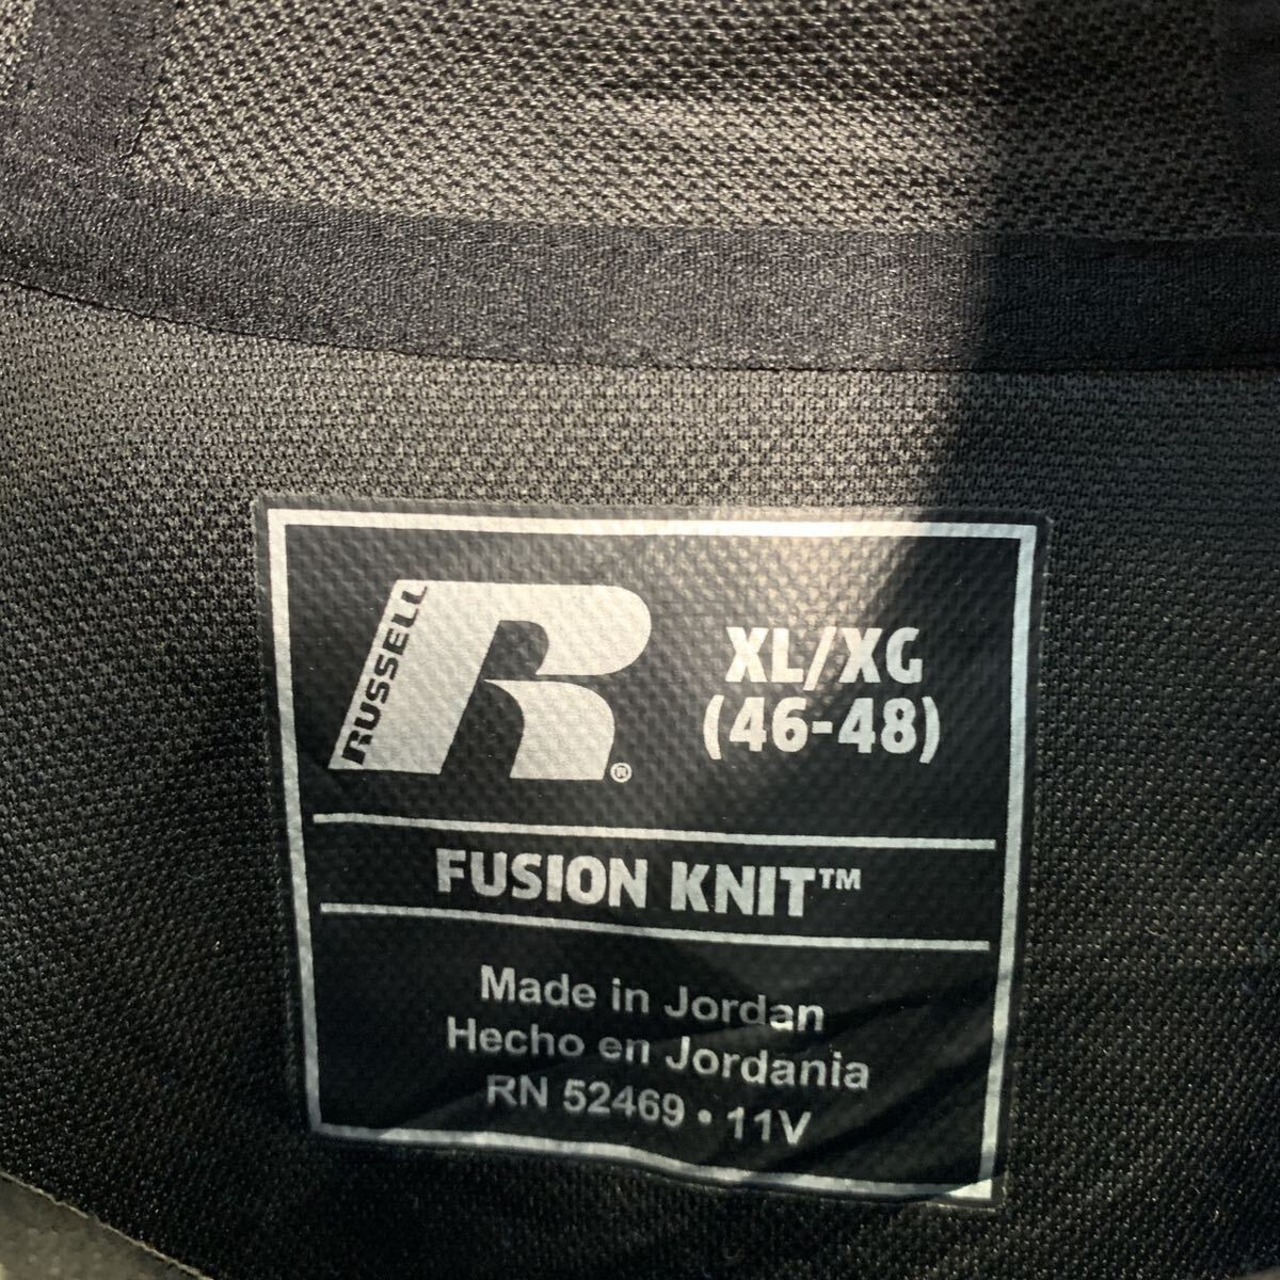 RUSSELL
R®
XL/XG
(46-48)
FUSION KNIT™
Made in Jordan
Hecho en Jordania
RN 52469 • 11V